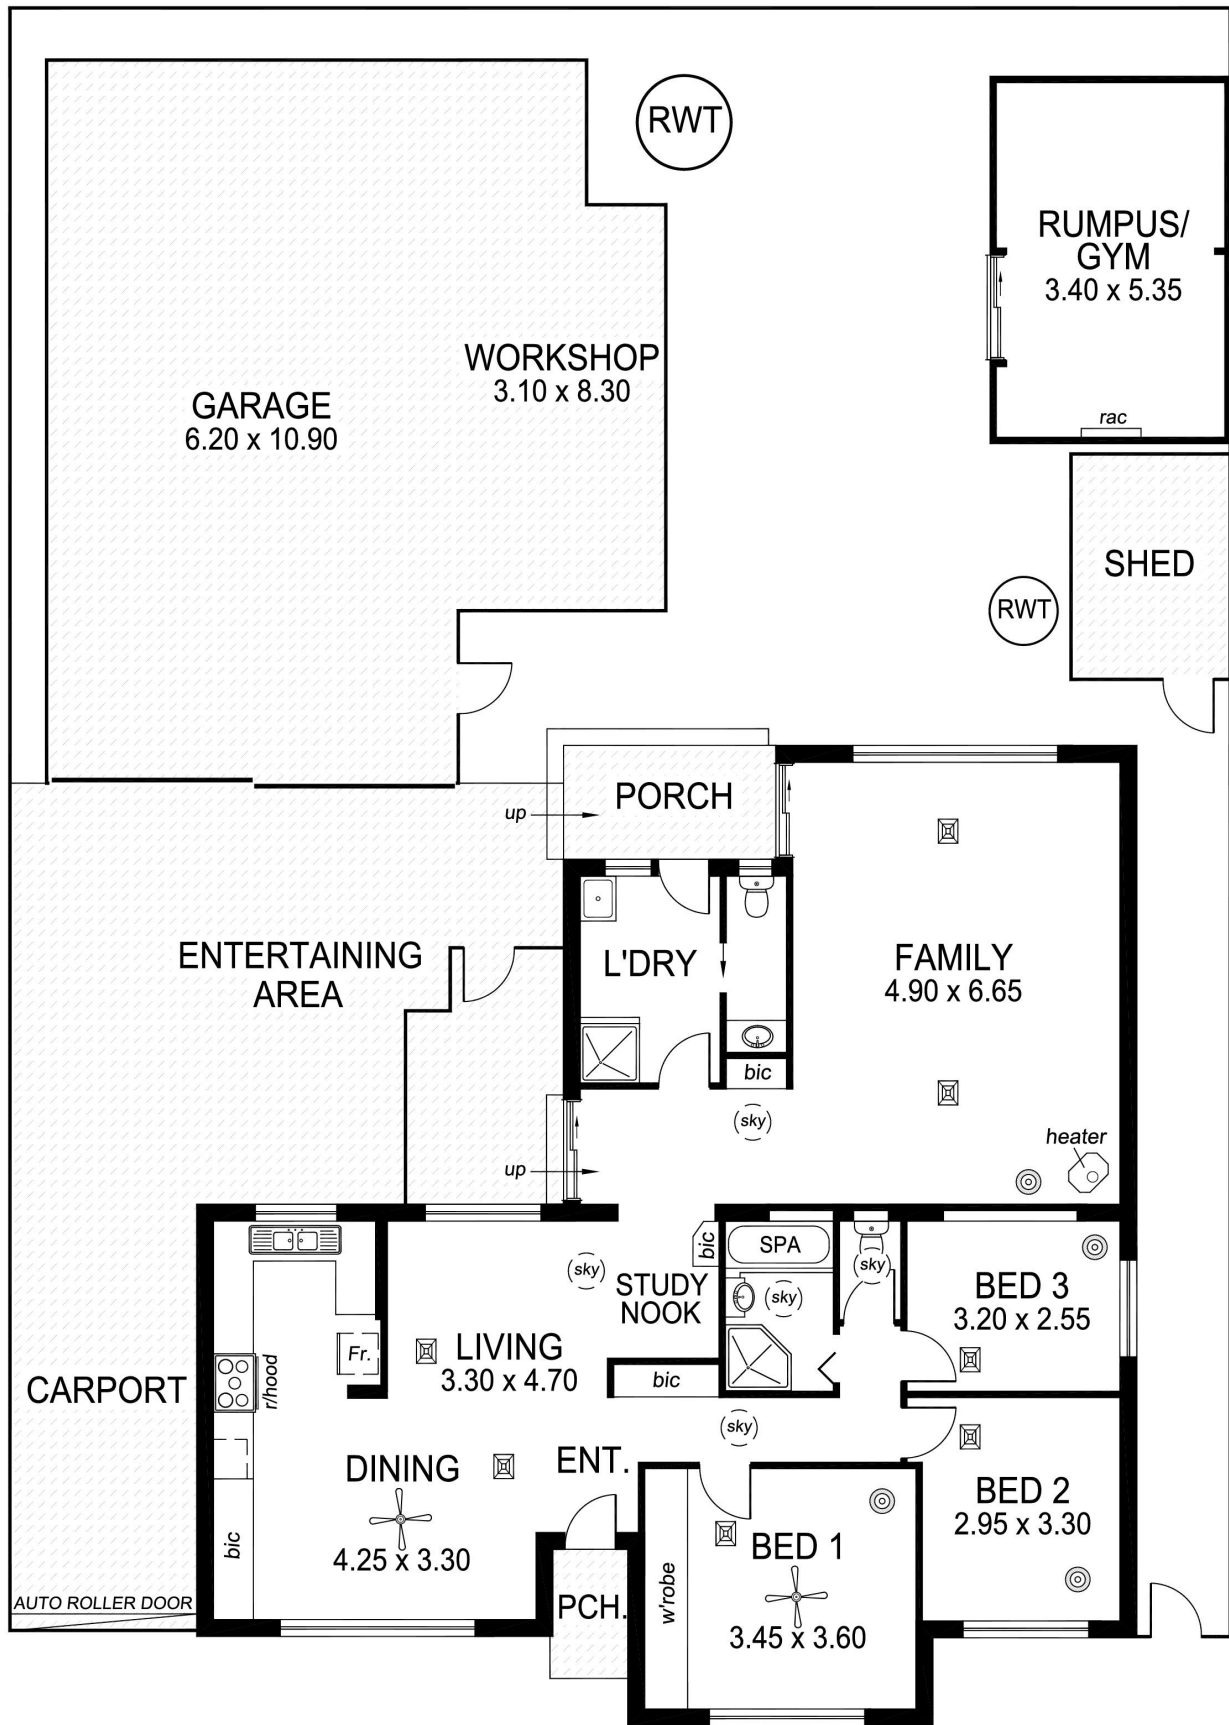 RWT
RUMPUS/
GYM
3.40 x 5.35
rac
WORKSHOP
3.10 x 8.30
GARAGE
6.20 x 10.90
SHED
RWT
PORCH
up
ENTERTAINING
AREA
L'DRY
FAMILY
4.90 x 6.65
bic
sky
heater
up
SPA
bic
sky
STUDY
NOOK
sky
sky
BED 3
3.20 x 2.55
LIVING
3.30 x 4.70
Fr.
r/hood
CARPORT
bic
sky
ENT.
DINING
4.25 x 3.30
bic
BED 2
2.95 x 3.30
BED 1
3.45 x 3.60
w'robe
PCH.
AUTO ROLLER DOOR